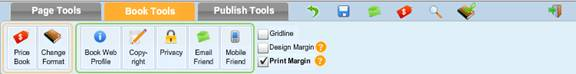 Page Tools Book Tools Publish Tools
Gridline
Design Margin ?
Print Margin ?
Price Book
Change Format
Book Web Profile
Copy-right
Privacy
Email Friend
Mobile Friend